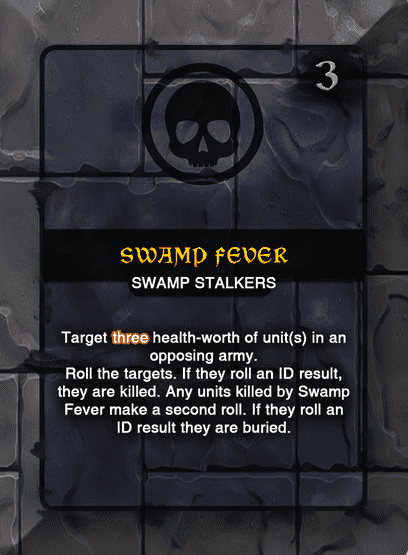 3
SWAMP FEVER
SWAMP STALKERS
Target three health-worth of unit(s) in an
opposing army.
Roll the targets. If they roll an ID result,
they are killed. Any units killed by Swamp
Fever make a second roll. If they roll an
ID result they are buried.